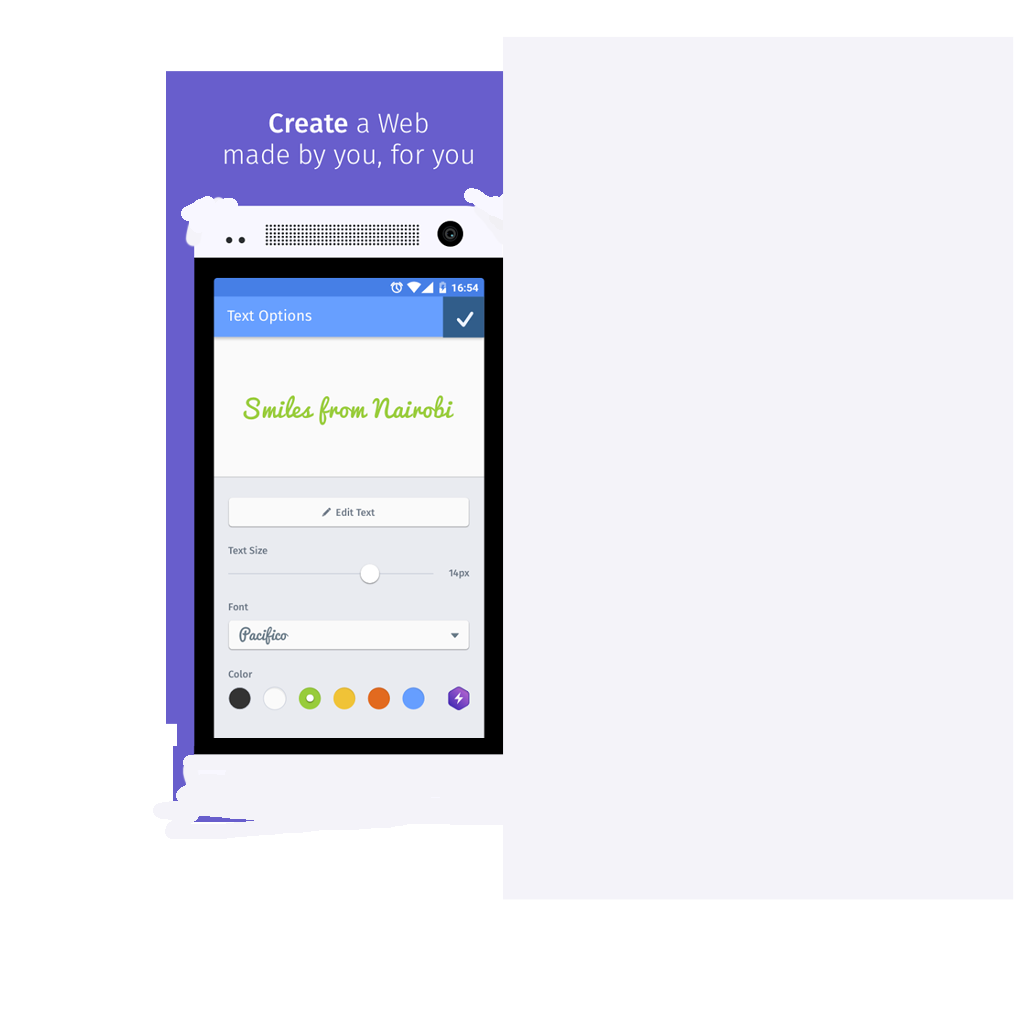 Create a Web
made by you, for you
16:54
Text Options
Smiles from Nairobi
Edit Text
Text Size
14px
Font
Pacifico
Color